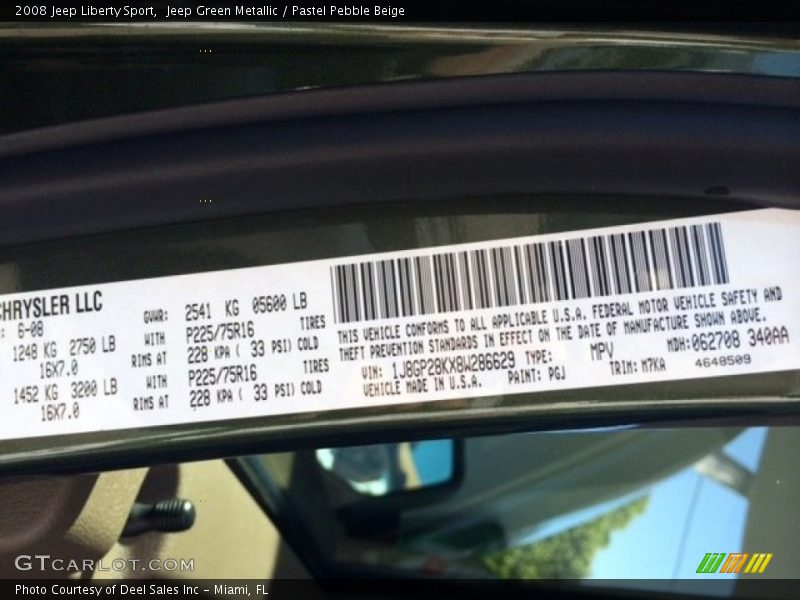 2008 Jeep Liberty Sport,  Jeep Green Metallic / Pastel Pebble Beige
CHRYSLER LLC
: 6-08
GVWR: 2541 KG 05600 LB
1248 KG 2750 LB WITH P225/75R16 TIRES
16X7.0 RIMS AT 228 KPA ( 33 PSI) COLD
1452 KG 3200 LB WITH P225/75R16 TIRES
16X7.0 RIMS AT 228 KPA ( 33 PSI) COLD
THIS VEHICLE CONFORMS TO ALL APPLICABLE U.S.A. FEDERAL MOTOR VEHICLE SAFETY AND
THEFT PREVENTION STANDARDS IN EFFECT ON THE DATE OF MANUFACTURE SHOWN ABOVE.
VIN: 1J8GP28KX8W286629 TYPE: MPV MDH: 062708 340AA
VEHICLE MADE IN U.S.A. PAINT: PGJ TRIM: M7KA 4648509
GTCARLOT.COM
Photo Courtesy of Deel Sales Inc - Miami, FL